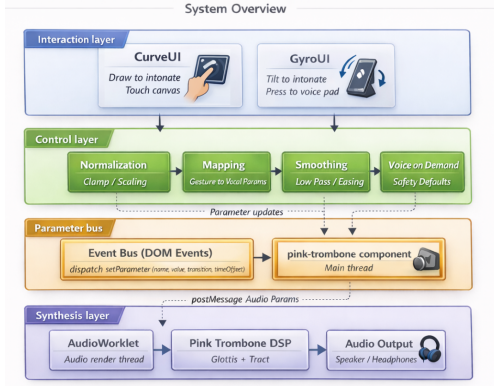 System Overview
Interaction layer
CurveUI
Draw to intonate
Touch canvas
GyroUI
Tilt to intonate
Press to voice pad
Control layer
Normalization
Clamp / Scaling
Mapping
Gesture to Vocal Params
Smoothing
Low Pass / Easing
Voice on Demand
Safety Defaults
Parameter updates
Parameter bus
Event Bus (DOM Events)
dispatch setParameter (name, value, transition, timeOffset)
pink-trombone component
Main thread
postMessage Audio Params
Synthesis layer
AudioWorklet
Audio render thread
Pink Trombone DSP
Glottis + Tract
Audio Output
Speaker / Headphones